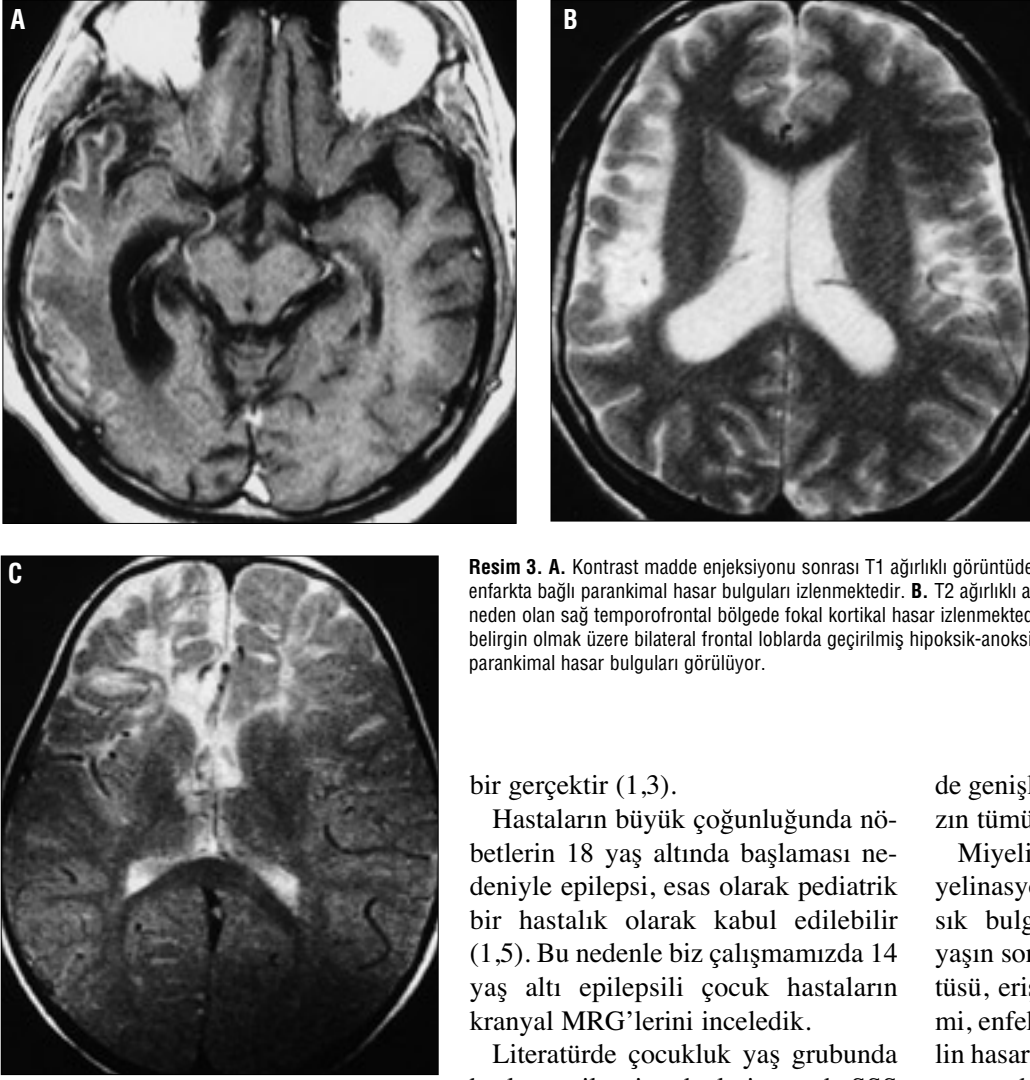 A
B
C
Resim 3. A. Kontrast madde enjeksiyonu sonrası T1 ağırlıklı görüntüde
enfarkta bağlı parankimal hasar bulguları izlenmektedir. B. T2 ağırlıklı a
neden olan sağ temporofrontal bölgede fokal kortikal hasar izlenmekted
belirgin olmak üzere bilateral frontal loblarda geçirilmiş hipoksik-anoksi
parankimal hasar bulguları görülüyor.
bir gerçektir (1,3).
Hastaların büyük çoğunluğunda nö-
betlerin 18 yaş altında başlaması ne-
deniyle epilepsi, esas olarak pediatrik
bir hastalık olarak kabul edilebilir
(1,5). Bu nedenle biz çalışmamızda 14
yaş altı epilepsili çocuk hastaların
kranyal MRG'lerini inceledik.
Literatürde çocukluk yaş grubunda
de genişl
zın tümü
Miyeli
yelinasyo
sık bulg
yaşın son
tüsü, eris
mi, enfek
lin hasar